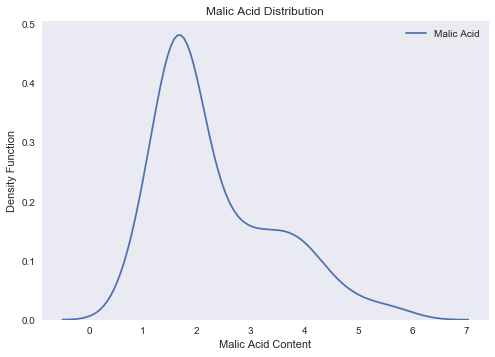 Malic Acid Distribution
Malic Acid
Density Function
0.5
0.4
0.3
0.2
0.1
0.0
0 1 2 3 4 5 6 7
Malic Acid Content